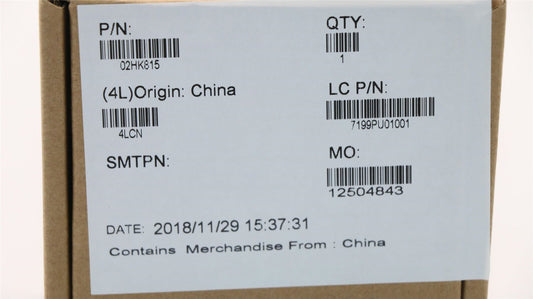 P/N:
02HK815
QTY:
1
(4L)Origin: China
4LCN
LC P/N:
7199PU01001
SMTPN:
MO:
12504843
DATE: 2018/11/29 15:37:31
Contains Merchandise From : China